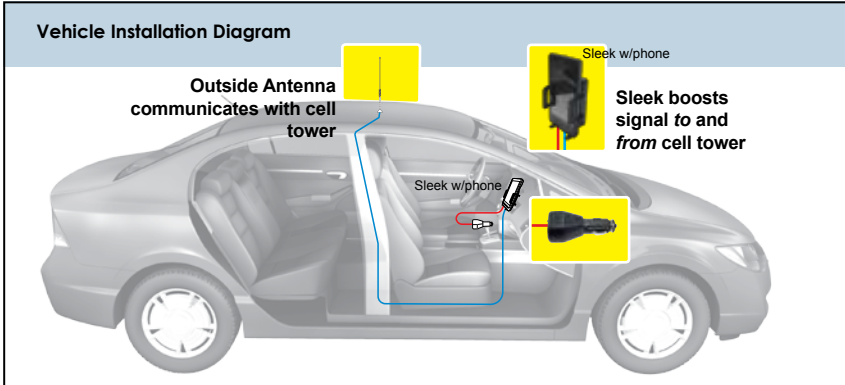 Vehicle Installation Diagram
Sleek w/phone
Outside Antenna
communicates with cell
tower
Sleek boosts
signal to and
from cell tower
Sleek w/phone